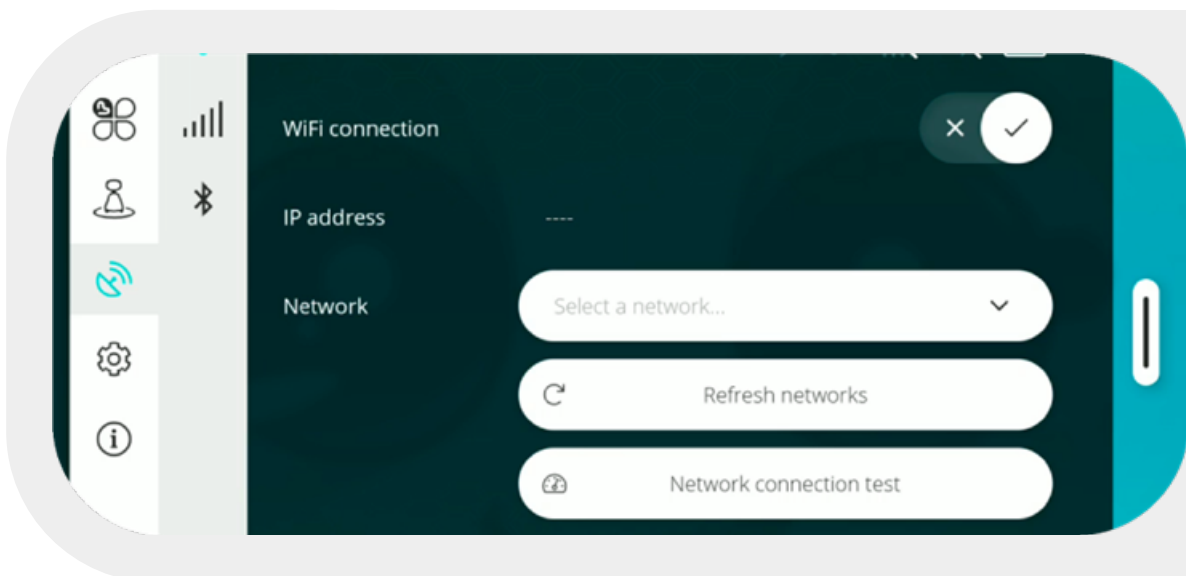 WiFi connection
IP address ----
Network
Select a network...
Refresh networks
Network connection test